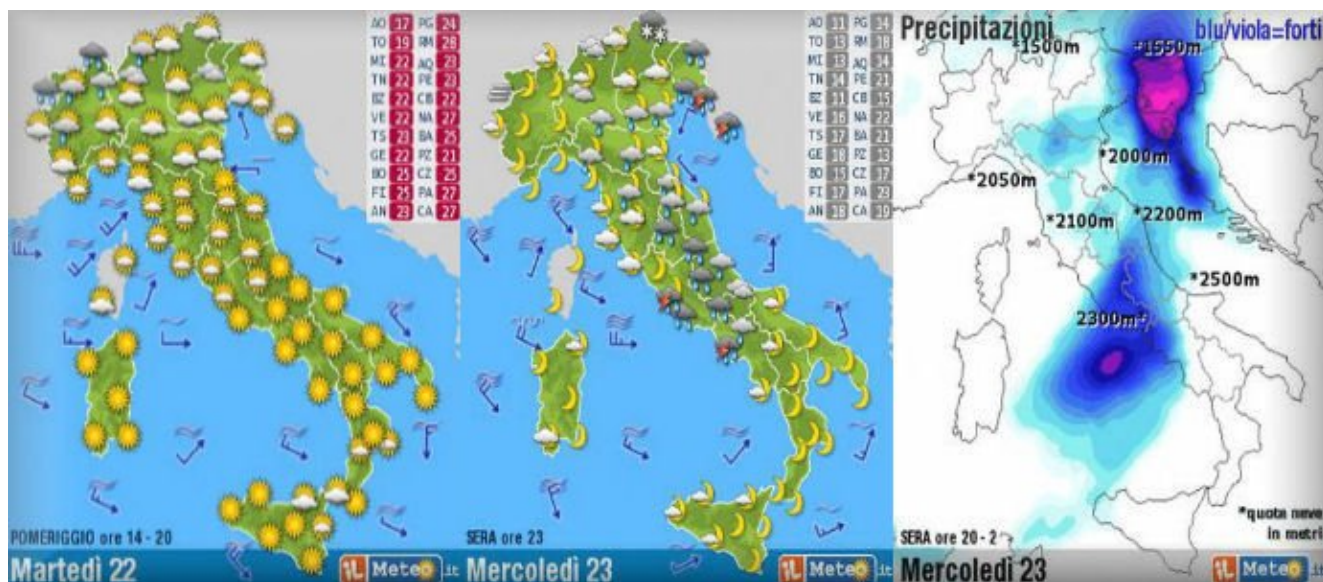 AO 17 PG 24
TO 19 RM 28
MI 22 AQ 23
TN 22 PE 23
BZ 22 CB 22
VE 22 NA 27
TS 23 BA 25
GE 22 PZ 21
BO 25 CZ 25
FI 25 PA 27
AN 23 CA 27
POMERIGGIO ore 14 - 20
Martedì 22
iL Meteo.it
AO 11 PG 14
TO 13 RM 18
MI 13 AQ 14
TN 14 PE 21
BZ 11 CB 15
VE 16 NA 22
TS 17 BA 21
GE 18 PZ 13
BO 15 CZ 17
FI 17 PA 23
AN 18 CA 19
SERA ore 23
Mercoledì 23
iL Meteo.it
Precipitazioni blu/viola=forti
*1500m *1550m
*2000m
*2050m
*2100m *2200m
*2500m
2300m*
*quota neve
in metri
SERA ore 20 - 2
Mercoledì 23
iL Meteo.it